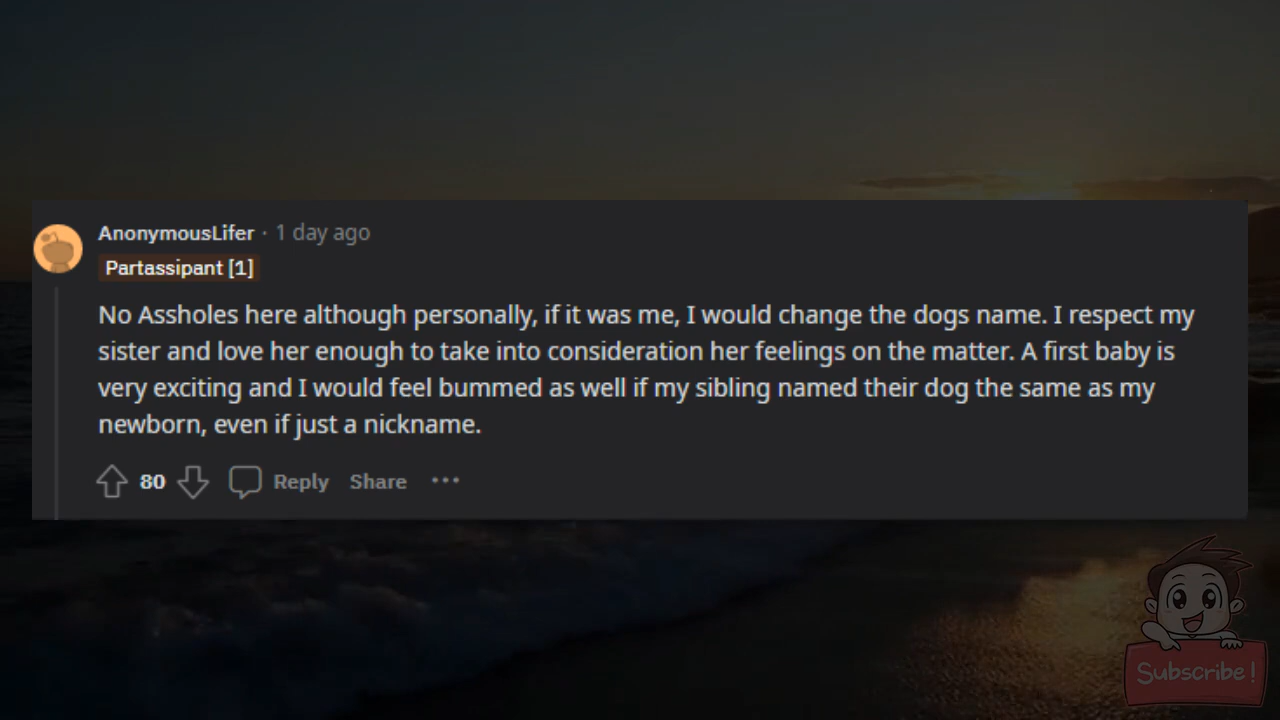 AnonymousLifer · 1 day ago
Partassipant [1]
No Assholes here although personally, if it was me, I would change the dogs name. I respect my
sister and love her enough to take into consideration her feelings on the matter. A first baby is
very exciting and I would feel bummed as well if my sibling named their dog the same as my
newborn, even if just a nickname.
80 Reply Share ···
Subscribe!